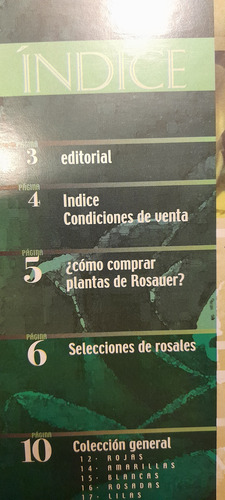 ÍNDICE
PÁGINA
3 editorial
PÁGINA
4 Indice
Condiciones de venta
PÁGINA
5 ¿cómo comprar
plantas de Rosauer?
PÁGINA
6 Selecciones de rosales
PÁGINA
10 Colección general
12· ROJAS
14· AMARILLAS
15· BLANCAS
16· ROSADAS
17· LILAS